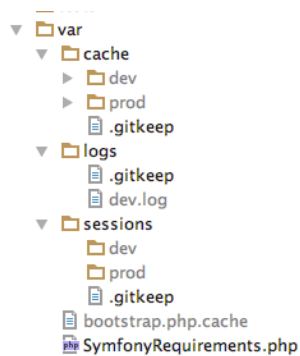 var
cache
dev
prod
.gitkeep
logs
.gitkeep
dev.log
sessions
dev
prod
.gitkeep
bootstrap.php.cache
php SymfonyRequirements.php